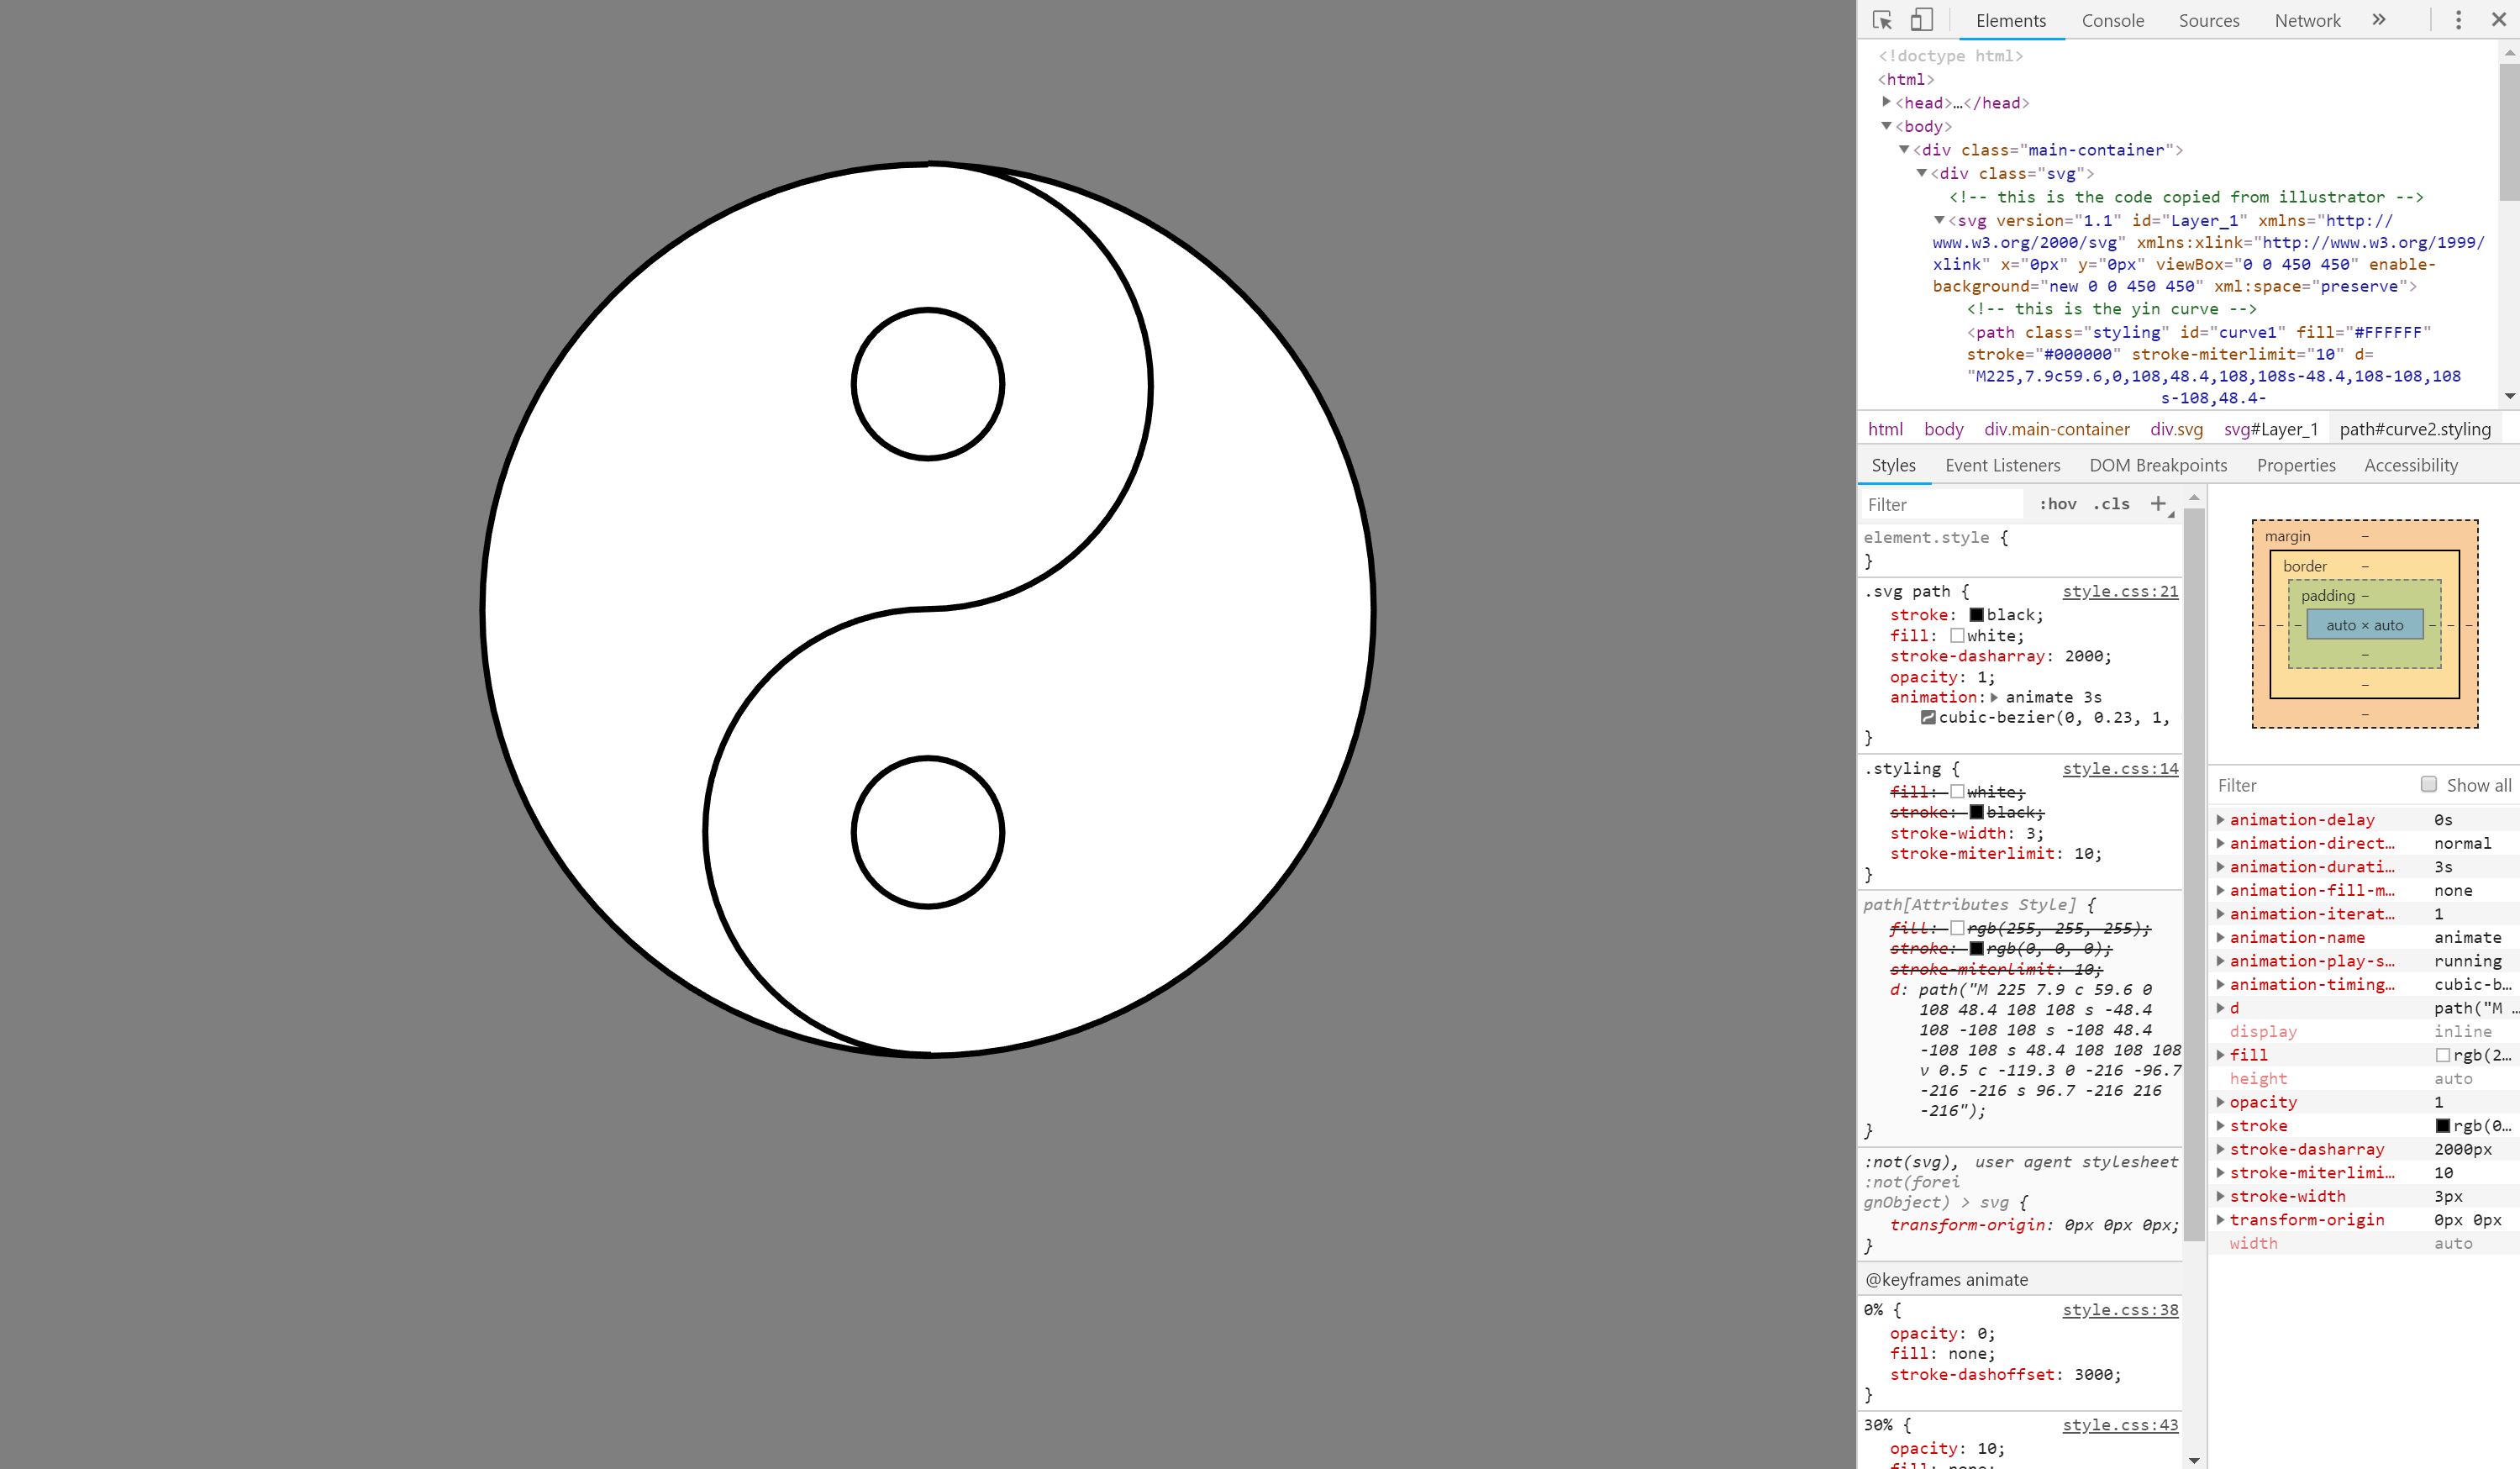 Elements Console Sources Network »
<!doctype html>
<html>
<head>…</head>
<body>
<div class="main-container">
<div class="svg">
<!-- this is the code copied from illustrator -->
<svg version="1.1" id="Layer_1" xmlns="http://
www.w3.org/2000/svg" xmlns:xlink="http://www.w3.org/1999/
xlink" x="0px" y="0px" viewBox="0 0 450 450" enable-
background="new 0 0 450 450" xml:space="preserve">
<!-- this is the yin curve -->
<path class="styling" id="curve1" fill="#FFFFFF"
stroke="#000000" stroke-miterlimit="10" d=
"M225,7.9c59.6,0,108,48.4,108,108s-48.4,108-108,108
s-108,48.4-
html body div.main-container div.svg svg#Layer_1 path#curve2.styling
Styles Event Listeners DOM Breakpoints Properties Accessibility
Filter :hov .cls +
element.style {
}
.svg path { style.css:21
stroke: black;
fill: white;
stroke-dasharray: 2000;
opacity: 1;
animation: animate 3s
cubic-bezier(0, 0.23, 1,
}
.styling { style.css:14
fill: white;
stroke: black;
stroke-width: 3;
stroke-miterlimit: 10;
}
path[Attributes Style] {
fill: rgb(255, 255, 255);
stroke: rgb(0, 0, 0);
stroke-miterlimit: 10;
d: path("M 225 7.9 c 59.6 0
108 48.4 108 108 s -48.4
108 -108 108 s -108 48.4
-108 108 s 48.4 108 108 108
v 0.5 c -119.3 0 -216 -96.7
-216 -216 s 96.7 -216 216
-216");
}
:not(svg), user agent stylesheet
:not(forei
gnObject) > svg {
transform-origin: 0px 0px 0px;
}
@keyframes animate
0% { style.css:38
opacity: 0;
fill: none;
stroke-dashoffset: 3000;
}
30% { style.css:43
opacity: 10;
fill: none;
margin –
border –
padding –
– – – auto × auto – – –
–
–
–
Filter Show all
animation-delay 0s
animation-direct… normal
animation-durati… 3s
animation-fill-m… none
animation-iterat… 1
animation-name animate
animation-play-s… running
animation-timing… cubic-b…
d path("M …
display inline
fill rgb(2…
height auto
opacity 1
stroke rgb(0…
stroke-dasharray 2000px
stroke-miterlimi… 10
stroke-width 3px
transform-origin 0px 0px
width auto